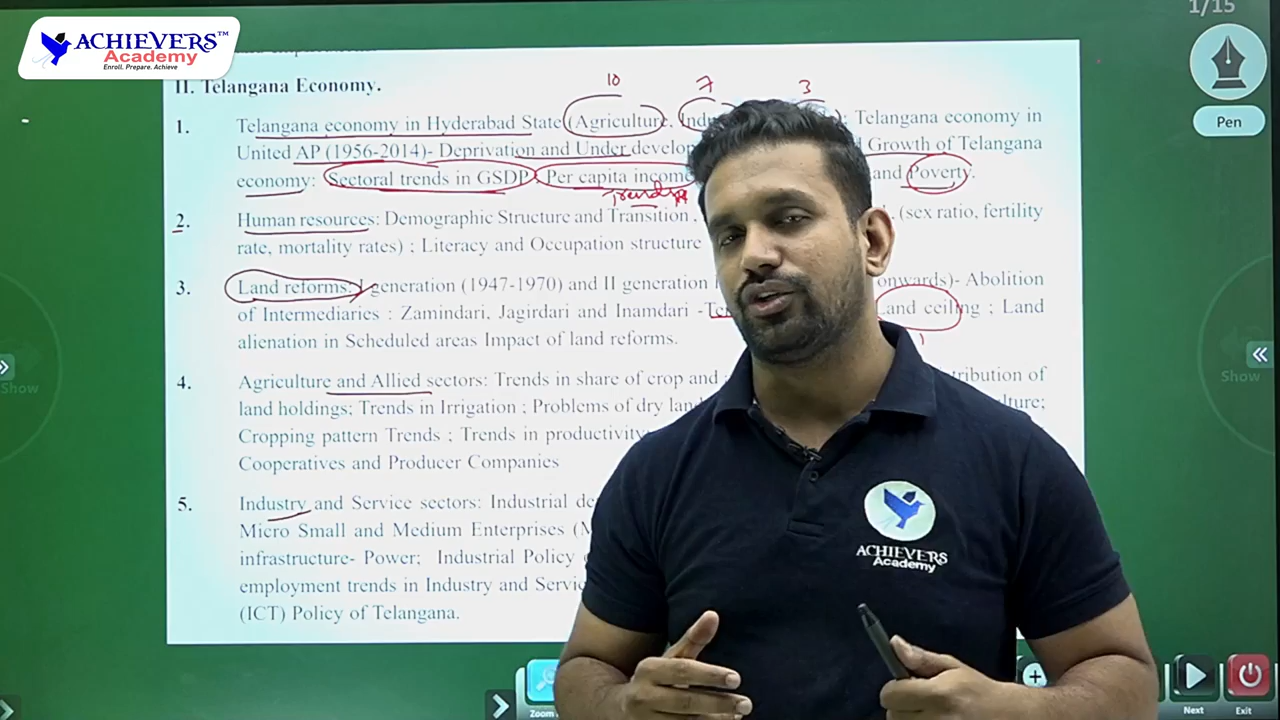 1/15
ACHIEVERS™
Academy
Enroll. Prepare. Achieve
Pen
II. Telangana Economy.
10 7 3
1. Telangana economy in Hyderabad State (Agriculture, : Telangana economy in
United AP (1956-2014)- Deprivation and Under Growth of Telangana
economy: Sectoral trends in GSDP Per capita income and Poverty.
Trends
2. Human resources: Demographic Structure and Transition , (sex ratio, fertility
rate, mortality rates) ; Literacy and Occupation structure
3. Land reforms: I generation (1947-1970) and II generation onwards)- Abolition
of Intermediaries : Zamindari, Jagirdari and Inamdari - Land ceiling ; Land
alienation in Scheduled areas Impact of land reforms.
4. Agriculture and Allied sectors: Trends in share of crop and
land holdings; Trends in Irrigation ; Problems of dry land
Cropping pattern Trends ; Trends in productivity
Cooperatives and Producer Companies
5. Industry and Service sectors: Industrial
Micro Small and Medium Enterprises
infrastructure- Power; Industrial Policy
employment trends in Industry and
(ICT) Policy of Telangana.
Show
Show
ACHIEVERS
Academy
Zoom
Next
Exit